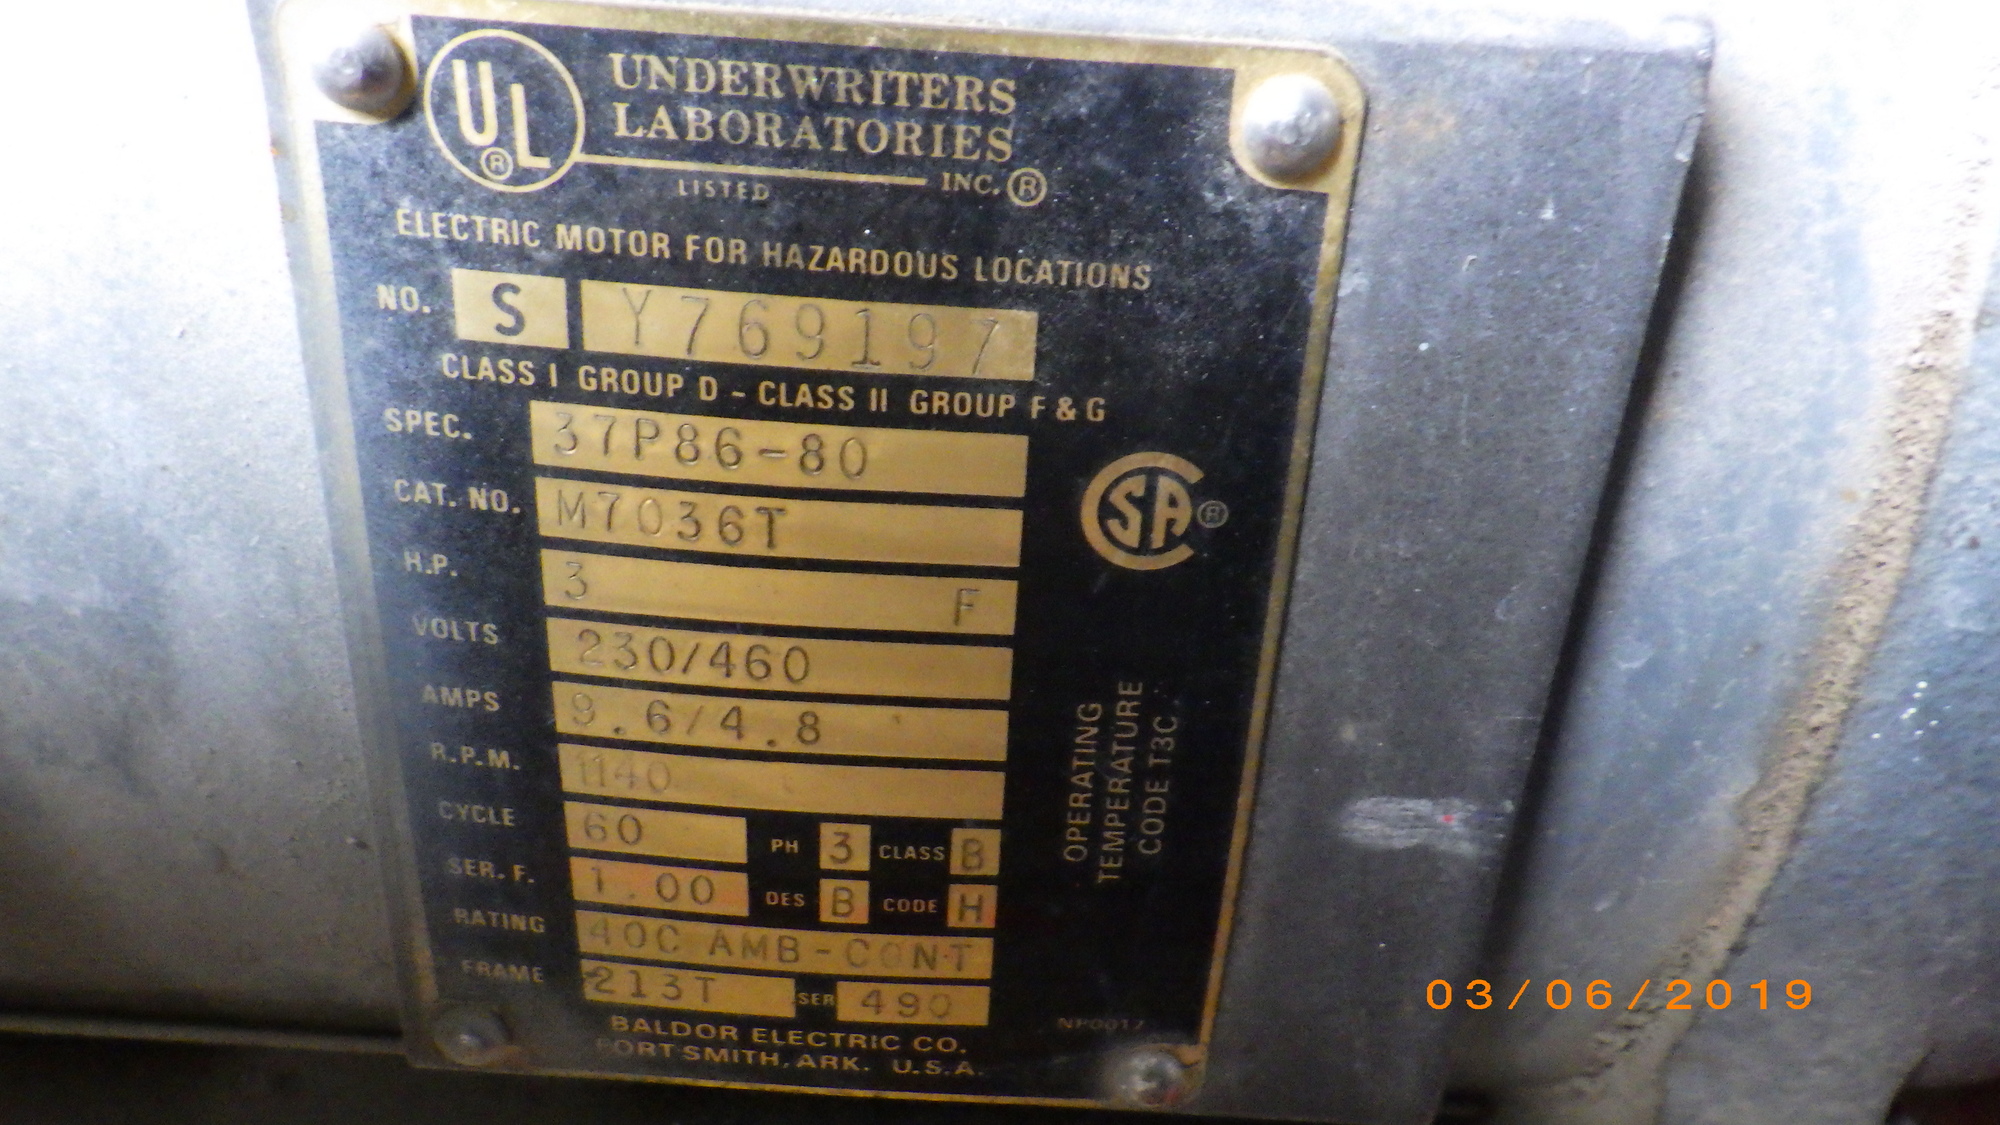 UL®
UNDERWRITERS
LABORATORIES
INC.®
LISTED
ELECTRIC MOTOR FOR HAZARDOUS LOCATIONS
NO. S Y769197
CLASS I GROUP D - CLASS II GROUP F & G
SPEC. 37P86-80
CAT. NO. M7036T
H.P. 3 F
VOLTS 230/460
AMPS 9.6/4.8
R.P.M. 1140
CYCLE 60 PH 3 CLASS B
SER. F. 1.00 DES B CODE H
RATING 40C AMB-CONT
FRAME 213T SER 490
BALDOR ELECTRIC CO.
FORT SMITH, ARK. U.S.A.
NP0017
SA®
OPERATING
TEMPERATURE
CODE T3C
03/06/2019